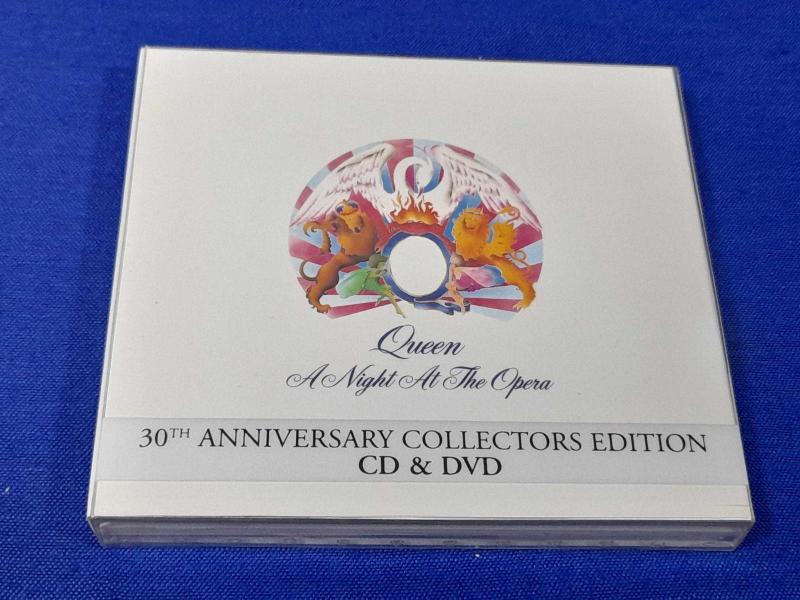 Queen
A Night At The Opera
30TH ANNIVERSARY COLLECTORS EDITION
CD & DVD